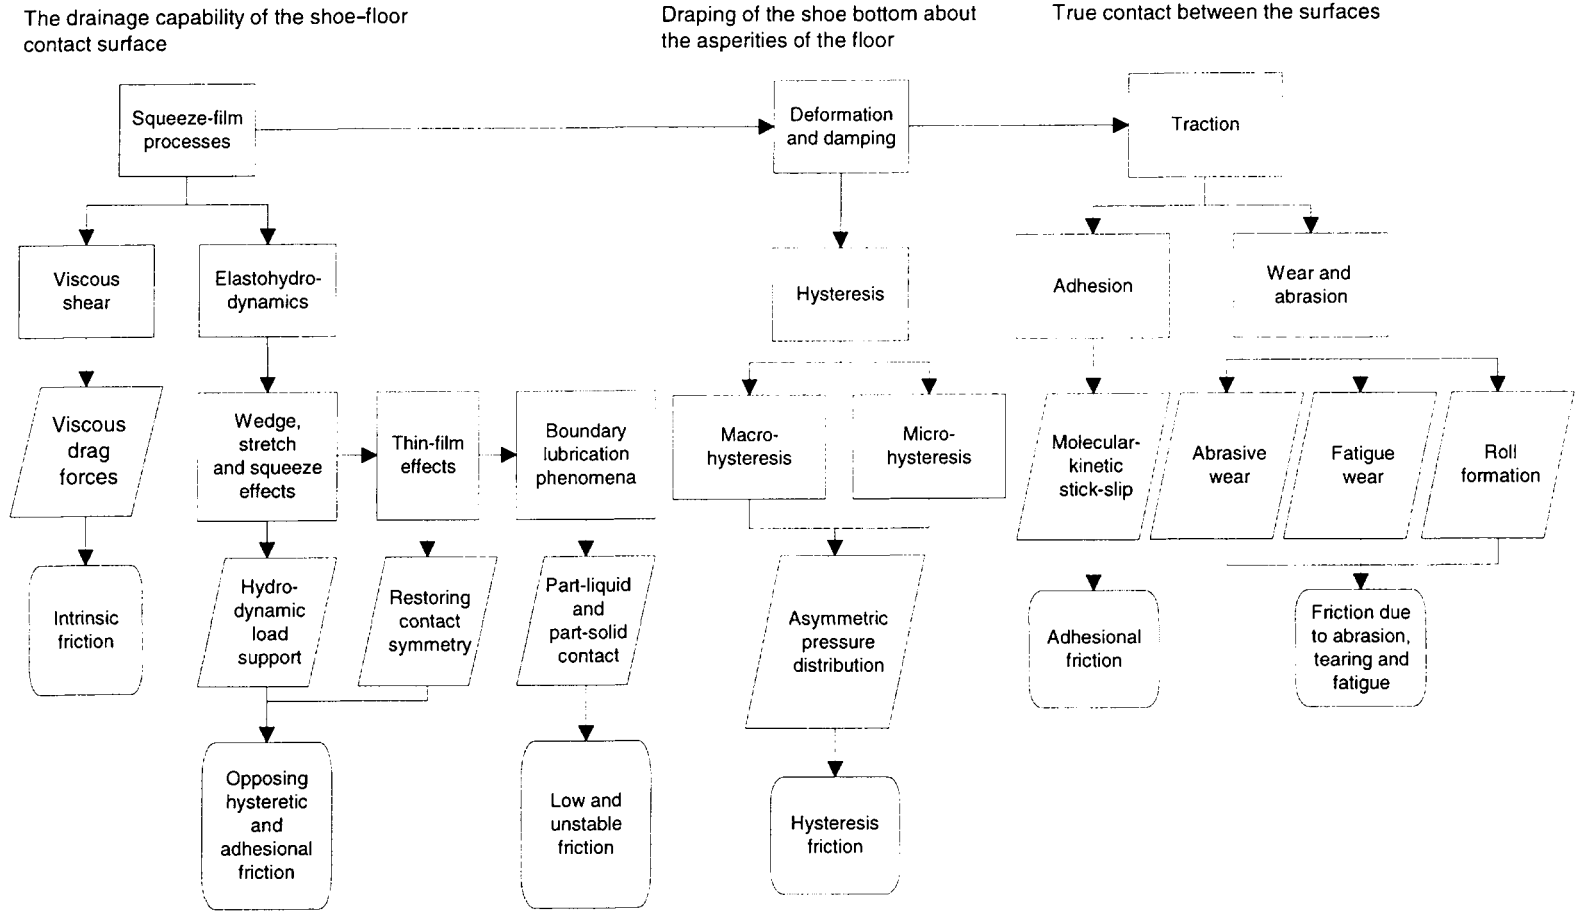 The drainage capability of the shoe–floor
contact surface
Draping of the shoe bottom about
the asperities of the floor
True contact between the surfaces
Squeeze-film
processes
Deformation
and damping
Traction
Viscous
shear
Elastohydro-
dynamics
Hysteresis
Adhesion
Wear and
abrasion
Viscous
drag
forces
Wedge,
stretch
and squeeze
effects
Thin-film
effects
Boundary
lubrication
phenomena
Macro-
hysteresis
Micro-
hysteresis
Molecular-
kinetic
stick-slip
Abrasive
wear
Fatigue
wear
Roll
formation
Intrinsic
friction
Hydro-
dynamic
load
support
Restoring
contact
symmetry
Part-liquid
and
part-solid
contact
Asymmetric
pressure
distribution
Adhesional
friction
Friction due
to abrasion,
tearing and
fatigue
Opposing
hysteretic
and
adhesional
friction
Low and
unstable
friction
Hysteresis
friction